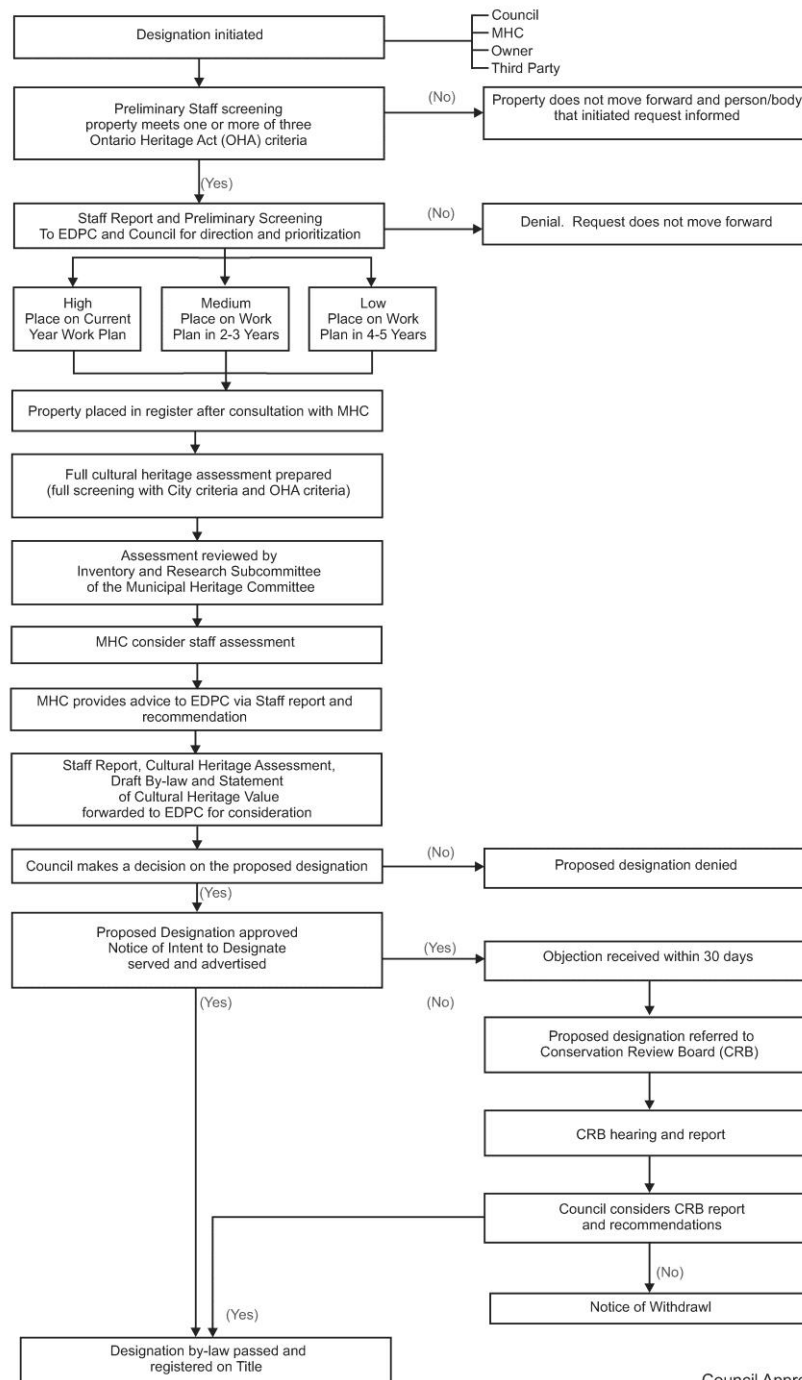 Designation initiated
Council
MHC
Owner
Third Party
Preliminary Staff screening
property meets one or more of three
Ontario Heritage Act (OHA) criteria
(No)
Property does not move forward and person/body
that initiated request informed
(Yes)
Staff Report and Preliminary Screening
To EDPC and Council for direction and prioritization
(No)
Denial. Request does not move forward
High
Place on Current
Year Work Plan
Medium
Place on Work
Plan in 2-3 Years
Low
Place on Work
Plan in 4-5 Years
Property placed in register after consultation with MHC
Full cultural heritage assessment prepared
(full screening with City criteria and OHA criteria)
Assessment reviewed by
Inventory and Research Subcommittee
of the Municipal Heritage Committee
MHC consider staff assessment
MHC provides advice to EDPC via Staff report and
recommendation
Staff Report, Cultural Heritage Assessment,
Draft By-law and Statement
of Cultural Heritage Value
forwarded to EDPC for consideration
Council makes a decision on the proposed designation
(No)
Proposed designation denied
(Yes)
Proposed Designation approved
Notice of Intent to Designate
served and advertised
(Yes)
Objection received within 30 days
(Yes)
(No)
Proposed designation referred to
Conservation Review Board (CRB)
CRB hearing and report
Council considers CRB report
and recommendations
(No)
Notice of Withdrawl
(Yes)
Designation by-law passed and
registered on Title
Council Appro